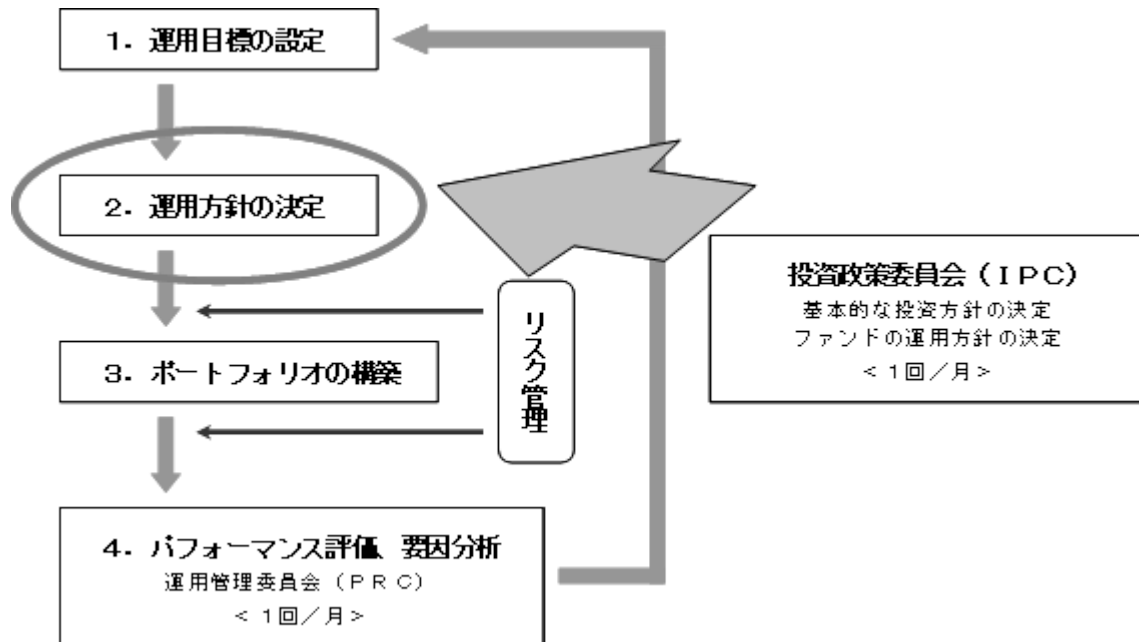 １．運用目標の設定
２．運用方針の決定
３．ポートフォリオの構築
４．パフォーマンス評価、要因分析
運用管理委員会（ＰＲＣ）
＜１回／月＞
リスク管理
投資政策委員会（ＩＰＣ）
基本的な投資方針の決定
ファンドの運用方針の決定
＜１回／月＞